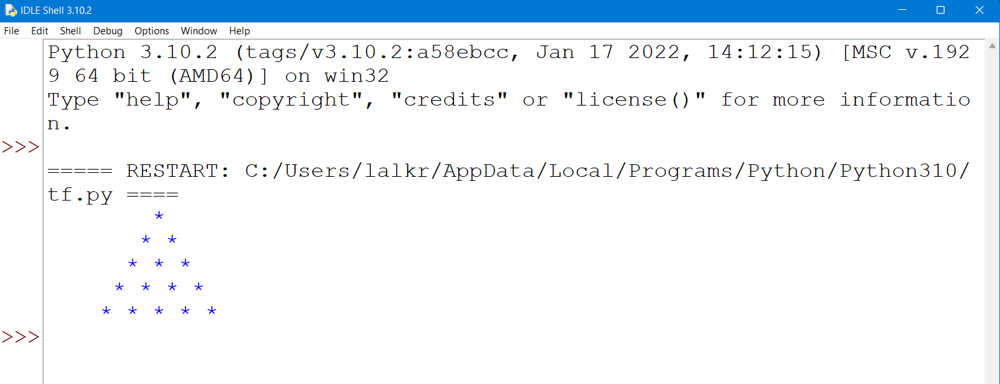 IDLE Shell 3.10.2
File Edit Shell Debug Options Window Help
Python 3.10.2 (tags/v3.10.2:a58ebcc, Jan 17 2022, 14:12:15) [MSC v.192
9 64 bit (AMD64)] on win32
Type "help", "copyright", "credits" or "license()" for more informatio
n.
>>>
===== RESTART: C:/Users/lalkr/AppData/Local/Programs/Python/Python310/
tf.py ====
        *
       * *
      * * *
     * * * *
    * * * * *
>>>